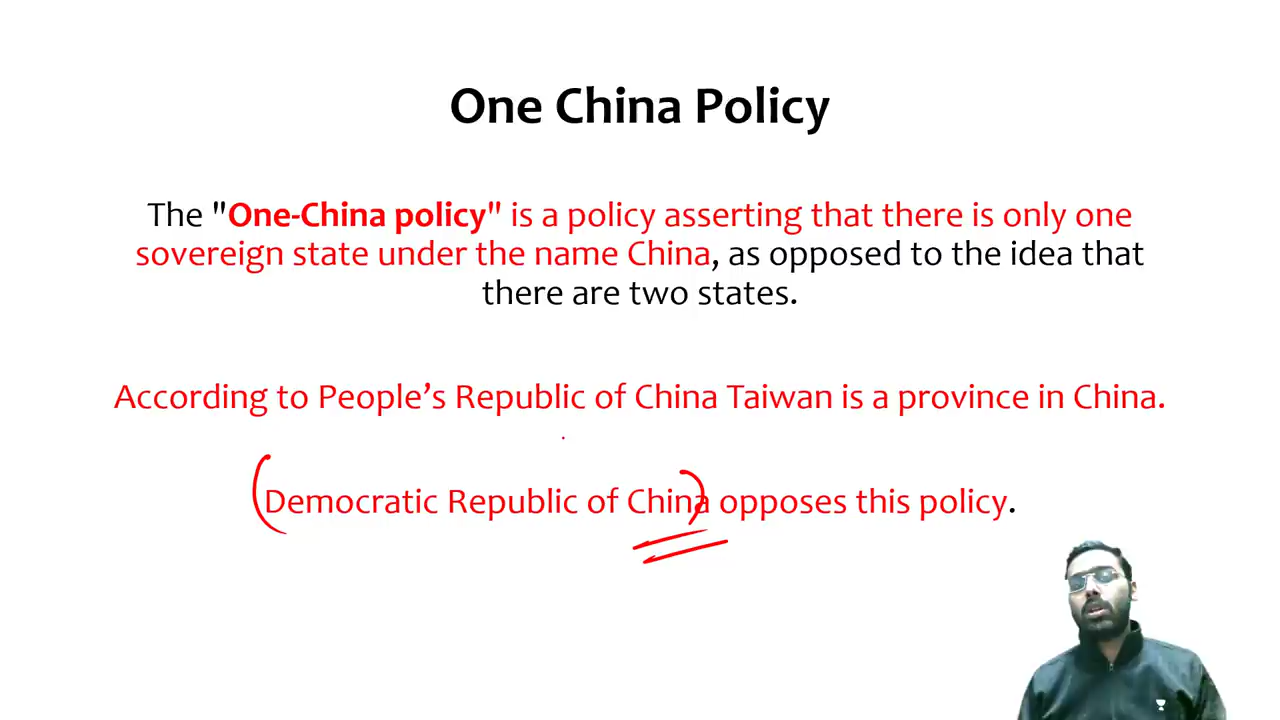 One China Policy
The "One-China policy" is a policy asserting that there is only one
sovereign state under the name China, as opposed to the idea that
there are two states.
According to People’s Republic of China Taiwan is a province in China.
Democratic Republic of China opposes this policy.